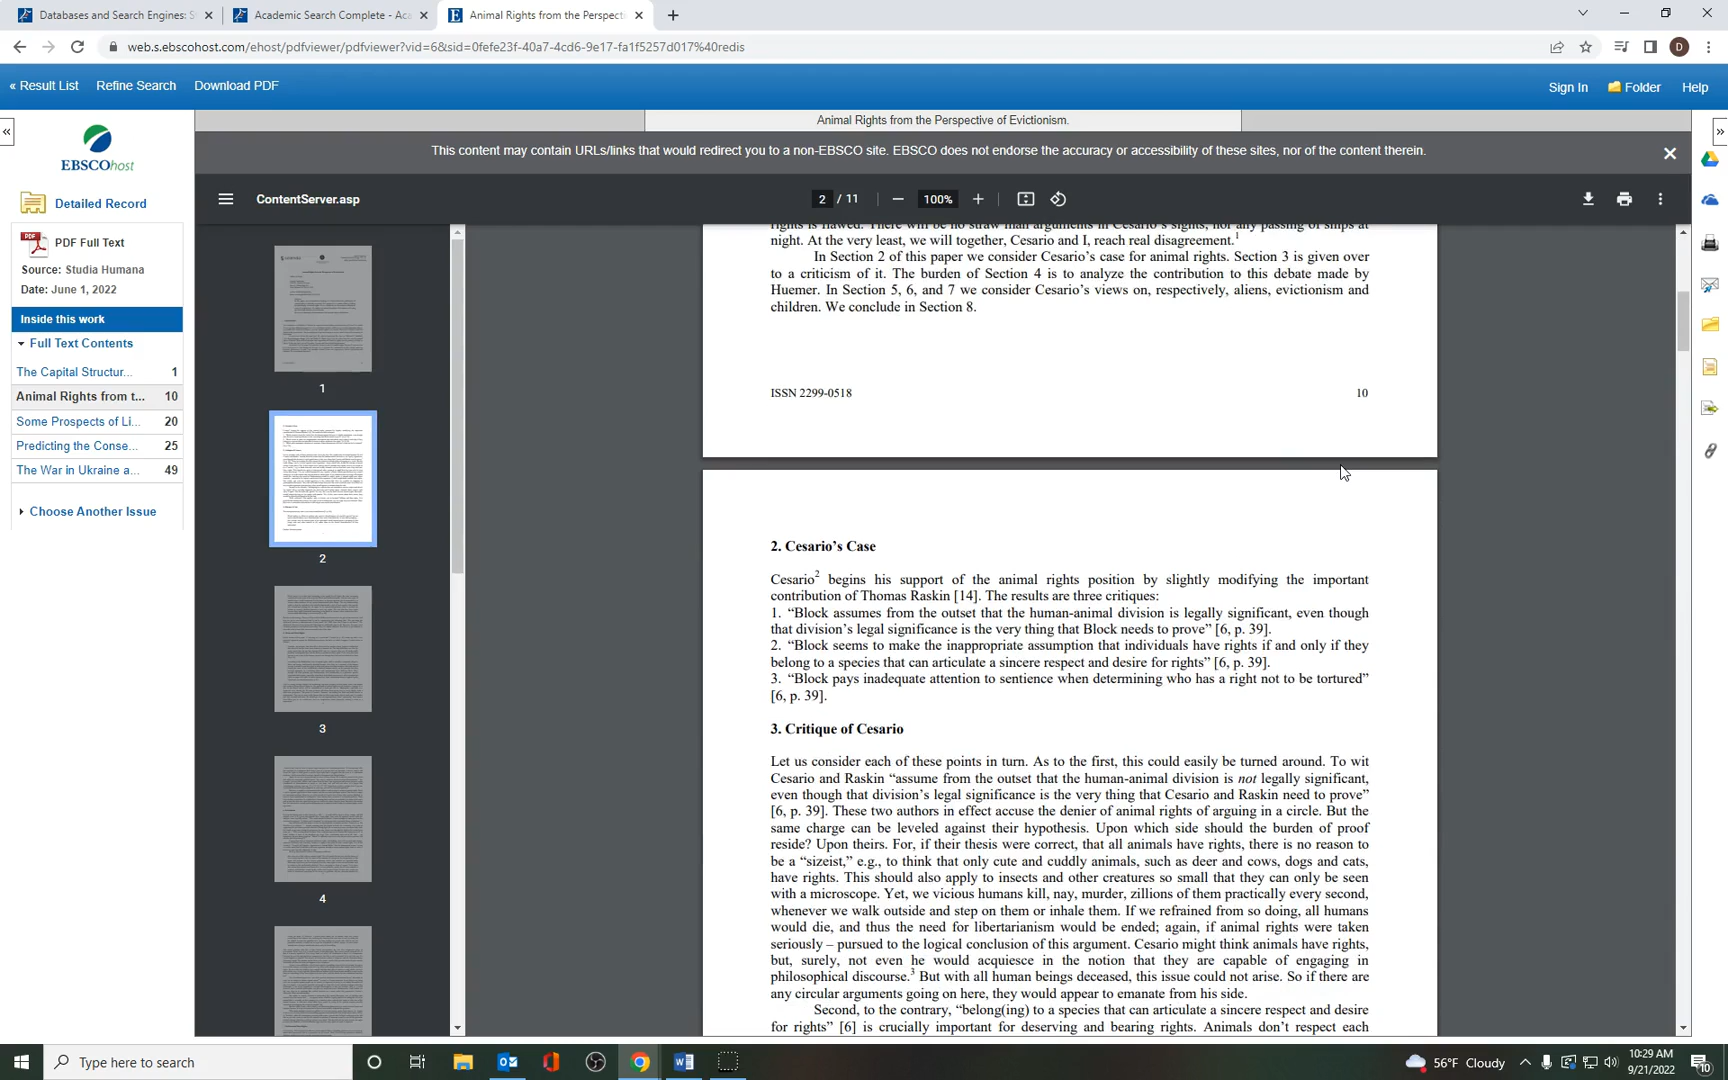 Databases and Search Engines: S
Academic Search Complete - Aca
Animal Rights from the Perspect
web.s.ebscohost.com/ehost/pdfviewer/pdfviewer?vid=6&sid=0fefe23f-40a7-4cd6-9e17-fa1f5257d017%40redis
D
« Result List Refine Search Download PDF
Sign In Folder Help
Animal Rights from the Perspective of Evictionism.
This content may contain URLs/links that would redirect you to a non-EBSCO site. EBSCO does not endorse the accuracy or accessibility of these sites, nor of the content therein.
EBSCOhost
Detailed Record
PDF
PDF Full Text
Source: Studia Humana
Date: June 1, 2022
Inside this work
Full Text Contents
The Capital Structur... 1
Animal Rights from t... 10
Some Prospects of Li... 20
Predicting the Conse... 25
The War in Ukraine a... 49
Choose Another Issue
ContentServer.asp
2 / 11
100%
1
2
3
4
rights is flawed. There will be no straw man arguments in Cesario's sights, nor any passing of ships at
night. At the very least, we will together, Cesario and I, reach real disagreement.1
In Section 2 of this paper we consider Cesario's case for animal rights. Section 3 is given over
to a criticism of it. The burden of Section 4 is to analyze the contribution to this debate made by
Huemer. In Section 5, 6, and 7 we consider Cesario's views on, respectively, aliens, evictionism and
children. We conclude in Section 8.
ISSN 2299-0518 10
2. Cesario's Case
Cesario2 begins his support of the animal rights position by slightly modifying the important
contribution of Thomas Raskin [14]. The results are three critiques:
1. “Block assumes from the outset that the human-animal division is legally significant, even though
that division's legal significance is the very thing that Block needs to prove” [6, p. 39].
2. “Block seems to make the inappropriate assumption that individuals have rights if and only if they
belong to a species that can articulate a sincere respect and desire for rights” [6, p. 39].
3. “Block pays inadequate attention to sentience when determining who has a right not to be tortured”
[6, p. 39].
3. Critique of Cesario
Let us consider each of these points in turn. As to the first, this could easily be turned around. To wit
Cesario and Raskin “assume from the outset that the human-animal division is not legally significant,
even though that division's legal significance is the very thing that Cesario and Raskin need to prove”
[6, p. 39]. These two authors in effect accuse the denier of animal rights of arguing in a circle. But the
same charge can be leveled against their hypothesis. Upon which side should the burden of proof
reside? Upon theirs. For, if their thesis were correct, that all animals have rights, there is no reason to
be a “sizeist,” e.g., to think that only cute and cuddly animals, such as deer and cows, dogs and cats,
have rights. This should also apply to insects and other creatures so small that they can only be seen
with a microscope. Yet, we vicious humans kill, nay, murder, zillions of them practically every second,
whenever we walk outside and step on them or inhale them. If we refrained from so doing, all humans
would die, and thus the need for libertarianism would be ended; again, if animal rights were taken
seriously – pursued to the logical conclusion of this argument. Cesario might think animals have rights,
but, surely, not even he would acquiesce in the notion that they are capable of engaging in
philosophical discourse.3 But with all human beings deceased, this issue could not arise. So if there are
any circular arguments going on here, they would appear to emanate from his side.
Second, to the contrary, “belong(ing) to a species that can articulate a sincere respect and desire
for rights” [6] is crucially important for deserving and bearing rights. Animals don't respect each
Type here to search
56°F Cloudy
10:29 AM
9/21/2022
10